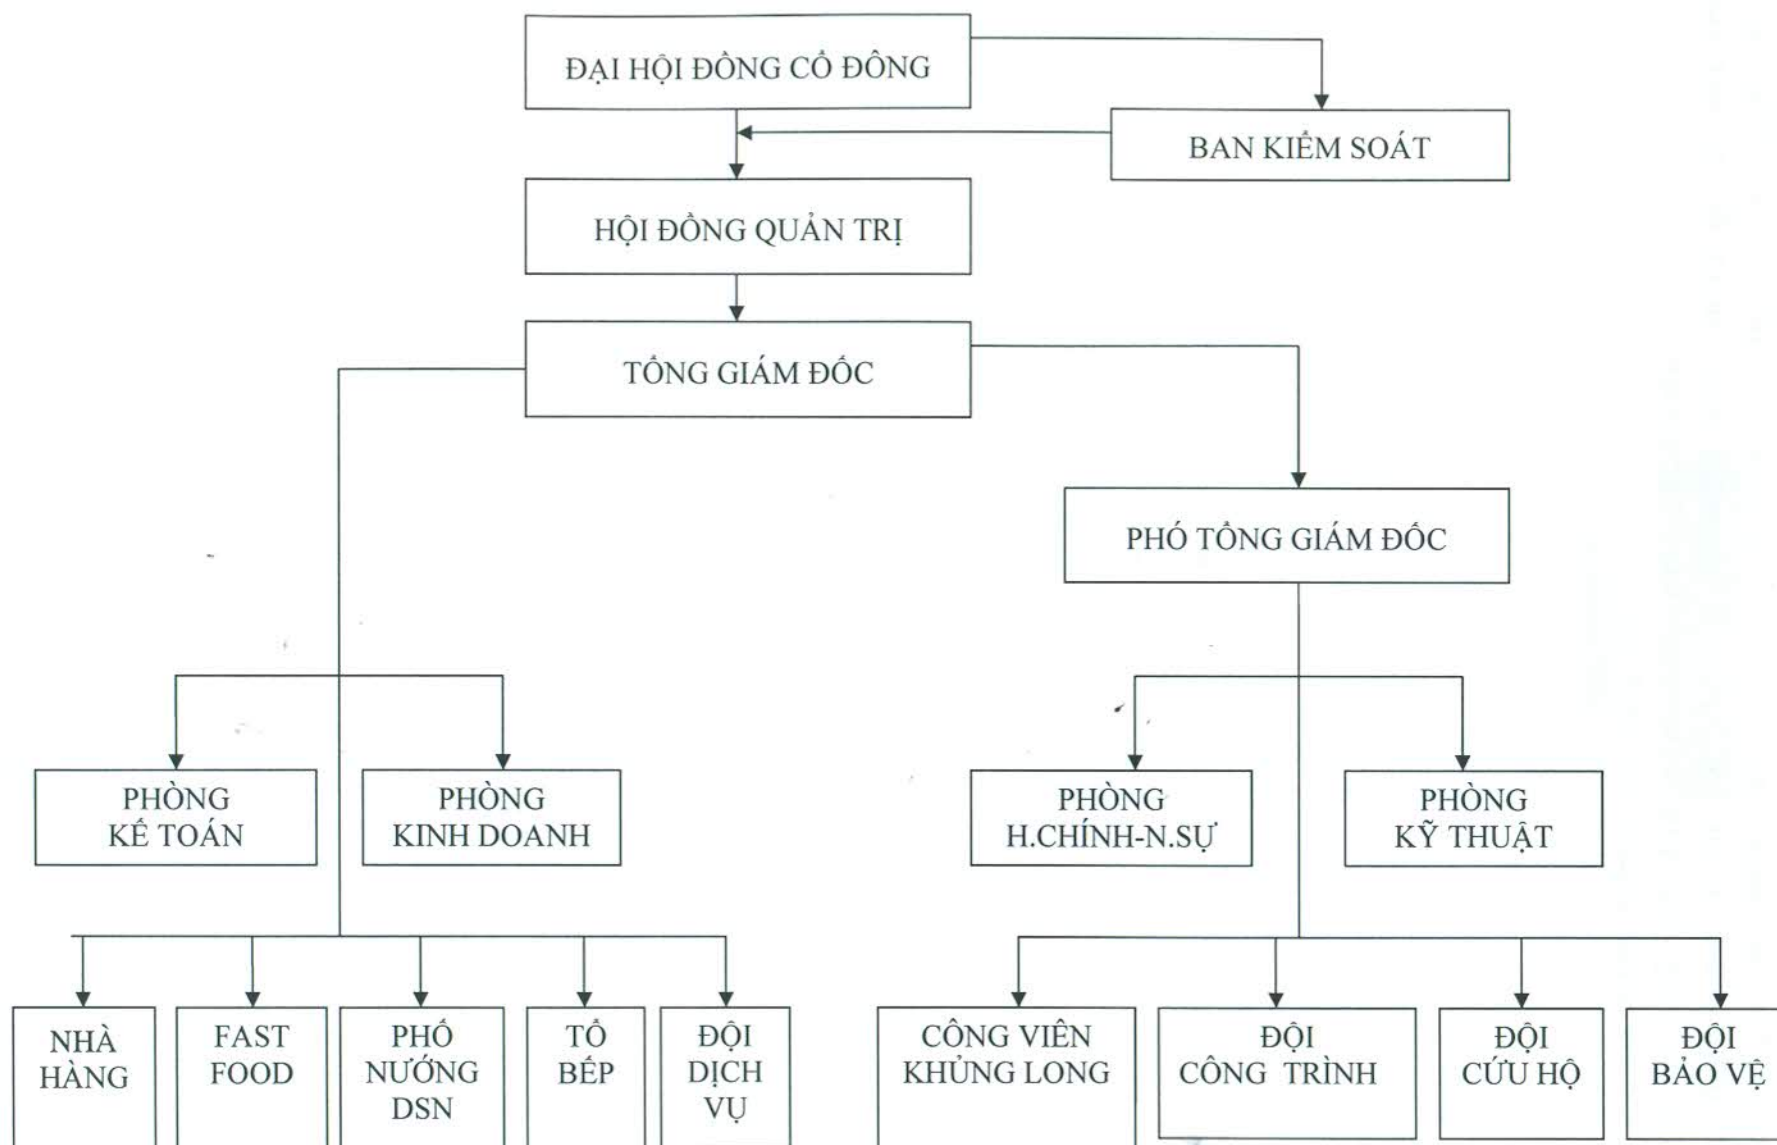 ĐẠI HỘI ĐỒNG CỔ ĐÔNG
BAN KIỂM SOÁT
HỘI ĐỒNG QUẢN TRỊ
TỔNG GIÁM ĐỐC
PHÓ TỔNG GIÁM ĐỐC
PHÒNG
KẾ TOÁN
PHÒNG
KINH DOANH
PHÒNG
H.CHÍNH-N.SỰ
PHÒNG
KỸ THUẬT
NHÀ
HÀNG
FAST
FOOD
PHỐ
NƯỚNG
DSN
TỔ
BẾP
ĐỘI
DỊCH
VỤ
CÔNG VIÊN
KHỦNG LONG
ĐỘI
CÔNG TRÌNH
ĐỘI
CỨU HỘ
ĐỘI
BẢO VỆ